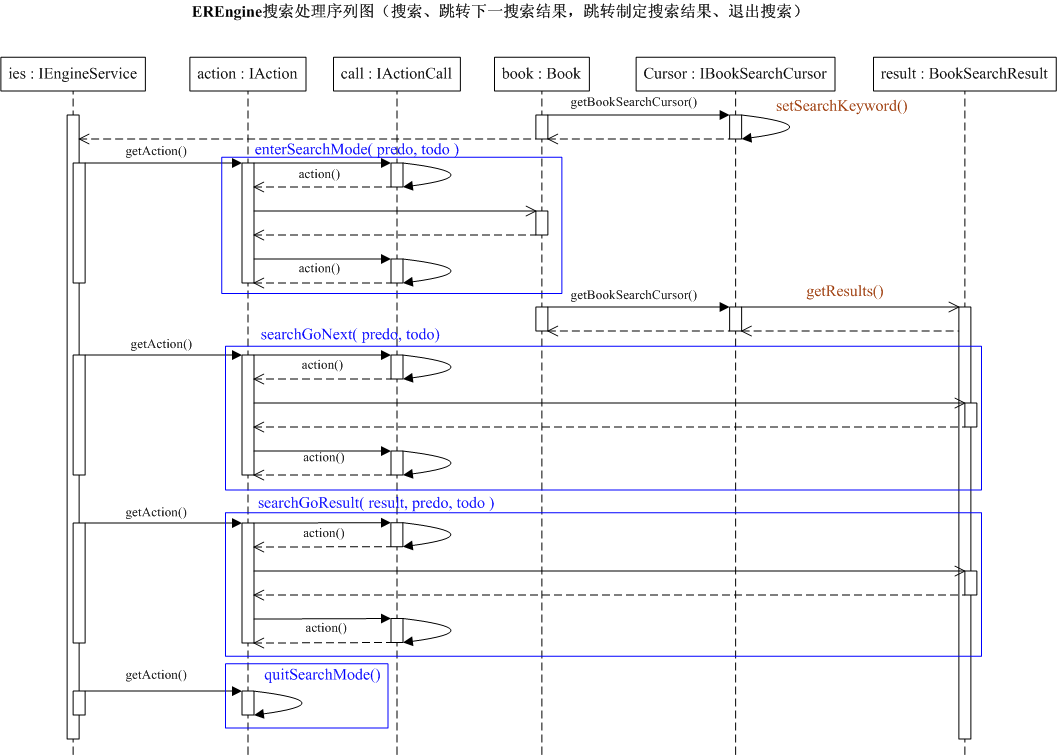 EREngine搜索处理序列图（搜索、跳转下一搜索结果，跳转制定搜索结果、退出搜索）
ies : IEngineService
action : IAction
call : IActionCall
book : Book
Cursor : IBookSearchCursor
result : BookSearchResult
getBookSearchCursor()
setSearchKeyword()
getAction()
enterSearchMode( predo, todo )
action()
action()
getBookSearchCursor()
getResults()
searchGoNext( predo, todo)
getAction()
action()
action()
searchGoResult( result, predo, todo )
getAction()
action()
action()
getAction()
quitSearchMode()